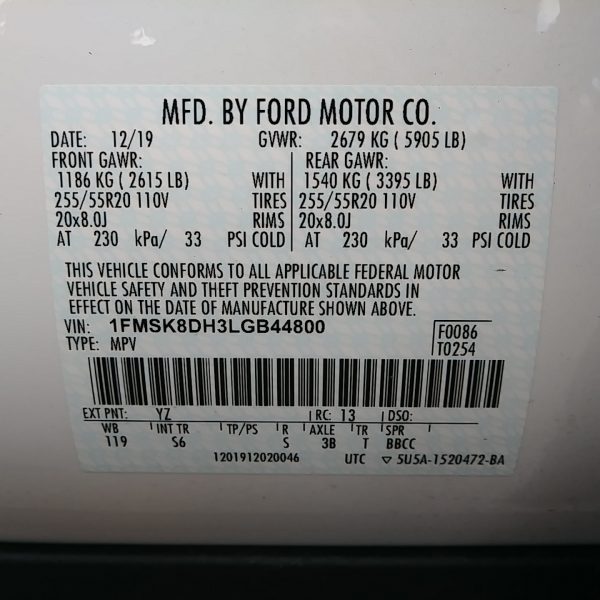 MFD. BY FORD MOTOR CO.
DATE: 12/19 GVWR: 2679 KG ( 5905 LB)
FRONT GAWR: REAR GAWR:
1186 KG ( 2615 LB) WITH 1540 KG ( 3395 LB) WITH
255/55R20 110V TIRES 255/55R20 110V TIRES
20x8.0J RIMS 20x8.0J RIMS
AT 230 kPa/ 33 PSI COLD AT 230 kPa/ 33 PSI COLD
THIS VEHICLE CONFORMS TO ALL APPLICABLE FEDERAL MOTOR
VEHICLE SAFETY AND THEFT PREVENTION STANDARDS IN
EFFECT ON THE DATE OF MANUFACTURE SHOWN ABOVE.
VIN: 1FMSK8DH3LGB44800 F0086
TYPE: MPV T0254
EXT PNT: YZ RC: 13 DSO:
WB INT TR TP/PS R AXLE TR SPR
119 S6 S 3B T BBCC
1201912020046 UTC ▽ 5U5A-1520472-BA